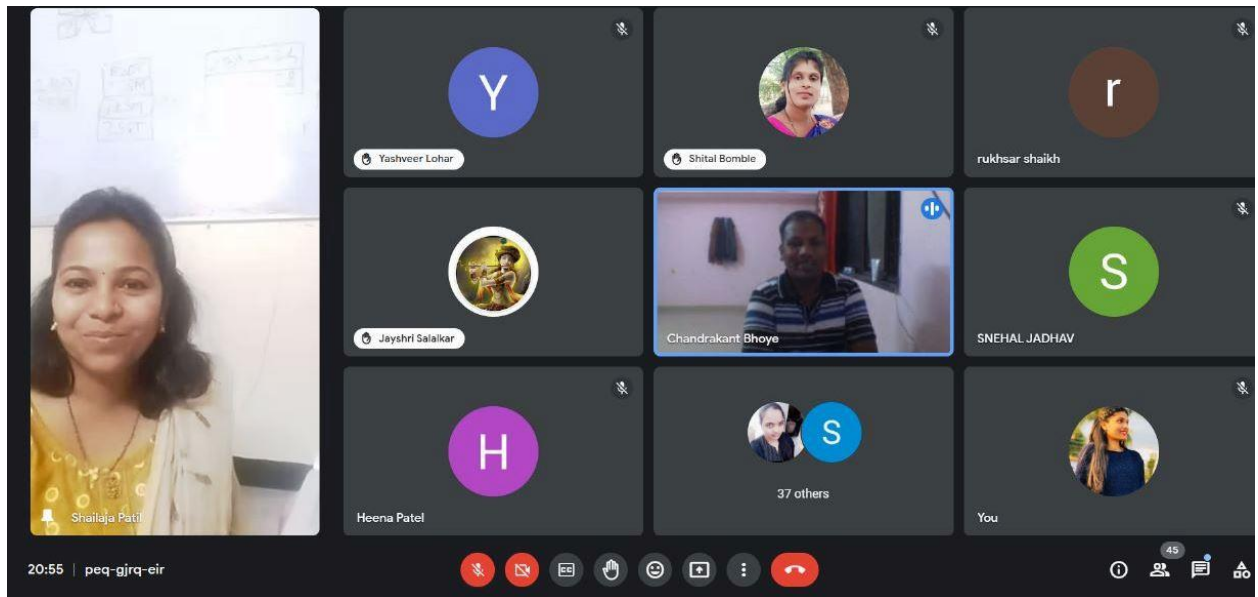 Y
Yashveer Lohar
Shital Bomble
r
rukhsar shaikh
Shailaja Patil
Jayshri Salalkar
Chandrakant Bhoye
S
SNEHAL JADHAV
H
Heena Patel
S
37 others
You
20:55 | peq-gjrq-eir
CC
45